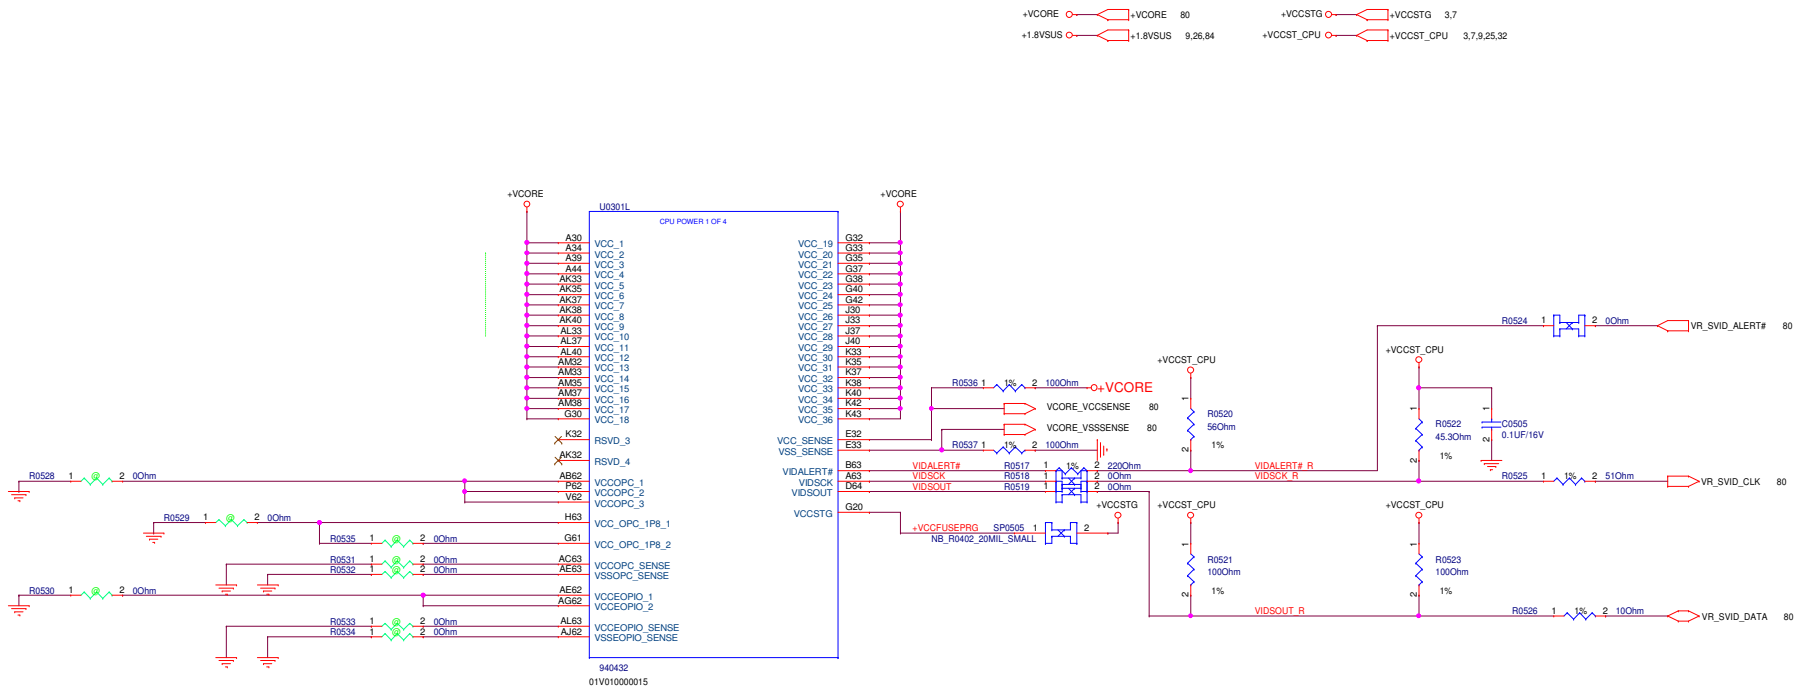 +VCORE +VCORE 80 +VCCSTG +VCCSTG 3,7
+1.8VSUS +1.8VSUS 9,26,84 +VCCST_CPU +VCCST_CPU 3,7,9,25,32
+VCORE +VCORE
U0301L
CPU POWER 1 OF 4
A30 VCC_1 VCC_19 G32
A34 VCC_2 VCC_20 G33
A39 VCC_3 VCC_21 G35
A44 VCC_4 VCC_22 G37
AK33 VCC_5 VCC_23 G38
AK35 VCC_6 VCC_24 G40
AK37 VCC_7 VCC_25 G42
AK38 VCC_8 VCC_26 J30
AK40 VCC_9 VCC_27 J33
AL33 VCC_10 VCC_28 J37
AL37 VCC_11 VCC_29 J40
AL40 VCC_12 VCC_30 K33
AM32 VCC_13 VCC_31 K35
AM33 VCC_14 VCC_32 K37
AM35 VCC_15 VCC_33 K38
AM37 VCC_16 VCC_34 K40
AM38 VCC_17 VCC_35 K42
G30 VCC_18 VCC_36 K43
K32 RSVD_3 VCC_SENSE E32
VSS_SENSE E33
AK32 RSVD_4
R0528 1 @ 2 0Ohm AB62 VCCOPC_1
P62 VCCOPC_2
V62 VCCOPC_3
R0529 1 @ 2 0Ohm H63 VCC_OPC_1P8_1
R0535 1 @ 2 0Ohm G61 VCC_OPC_1P8_2
R0531 1 @ 2 0Ohm AC63 VCCOPC_SENSE
R0532 1 @ 2 0Ohm AE63 VSSOPC_SENSE
R0530 1 @ 2 0Ohm AE62 VCCEOPIO_1
AG62 VCCEOPIO_2
R0533 1 @ 2 0Ohm AL63 VCCEOPIO_SENSE
R0534 1 @ 2 0Ohm AJ62 VSSEOPIO_SENSE
940432
01V010000015
R0536 1 1% 2 100Ohm +VCORE
VCORE_VCCSENSE 80
VCORE_VSSSENSE 80
R0537 1 1% 2 100Ohm
VIDALERT# B63 VIDALERT# R0517 1 1% 2 220Ohm VIDALERT#_R
VIDSCK A63 VIDSCK R0518 1 2 0Ohm VIDSCK_R
VIDSOUT D64 VIDSOUT R0519 1 2 0Ohm
VCCSTG G20
+VCCFUSEPRG SP0505 1 2 +VCCSTG
NB_R0402_20MIL_SMALL
+VCCST_CPU
1
R0520
56Ohm
1%
2
R0524 1 2 0Ohm VR_SVID_ALERT# 80
+VCCST_CPU
1
R0522
45.3Ohm
1%
2
1
C0505
0.1UF/16V
2
R0525 1 1% 2 51Ohm VR_SVID_CLK 80
+VCCST_CPU
1
R0521
100Ohm
1%
2
+VCCST_CPU
1
R0523
100Ohm
1%
2
VIDSOUT_R R0526 1 1% 2 10Ohm VR_SVID_DATA 80